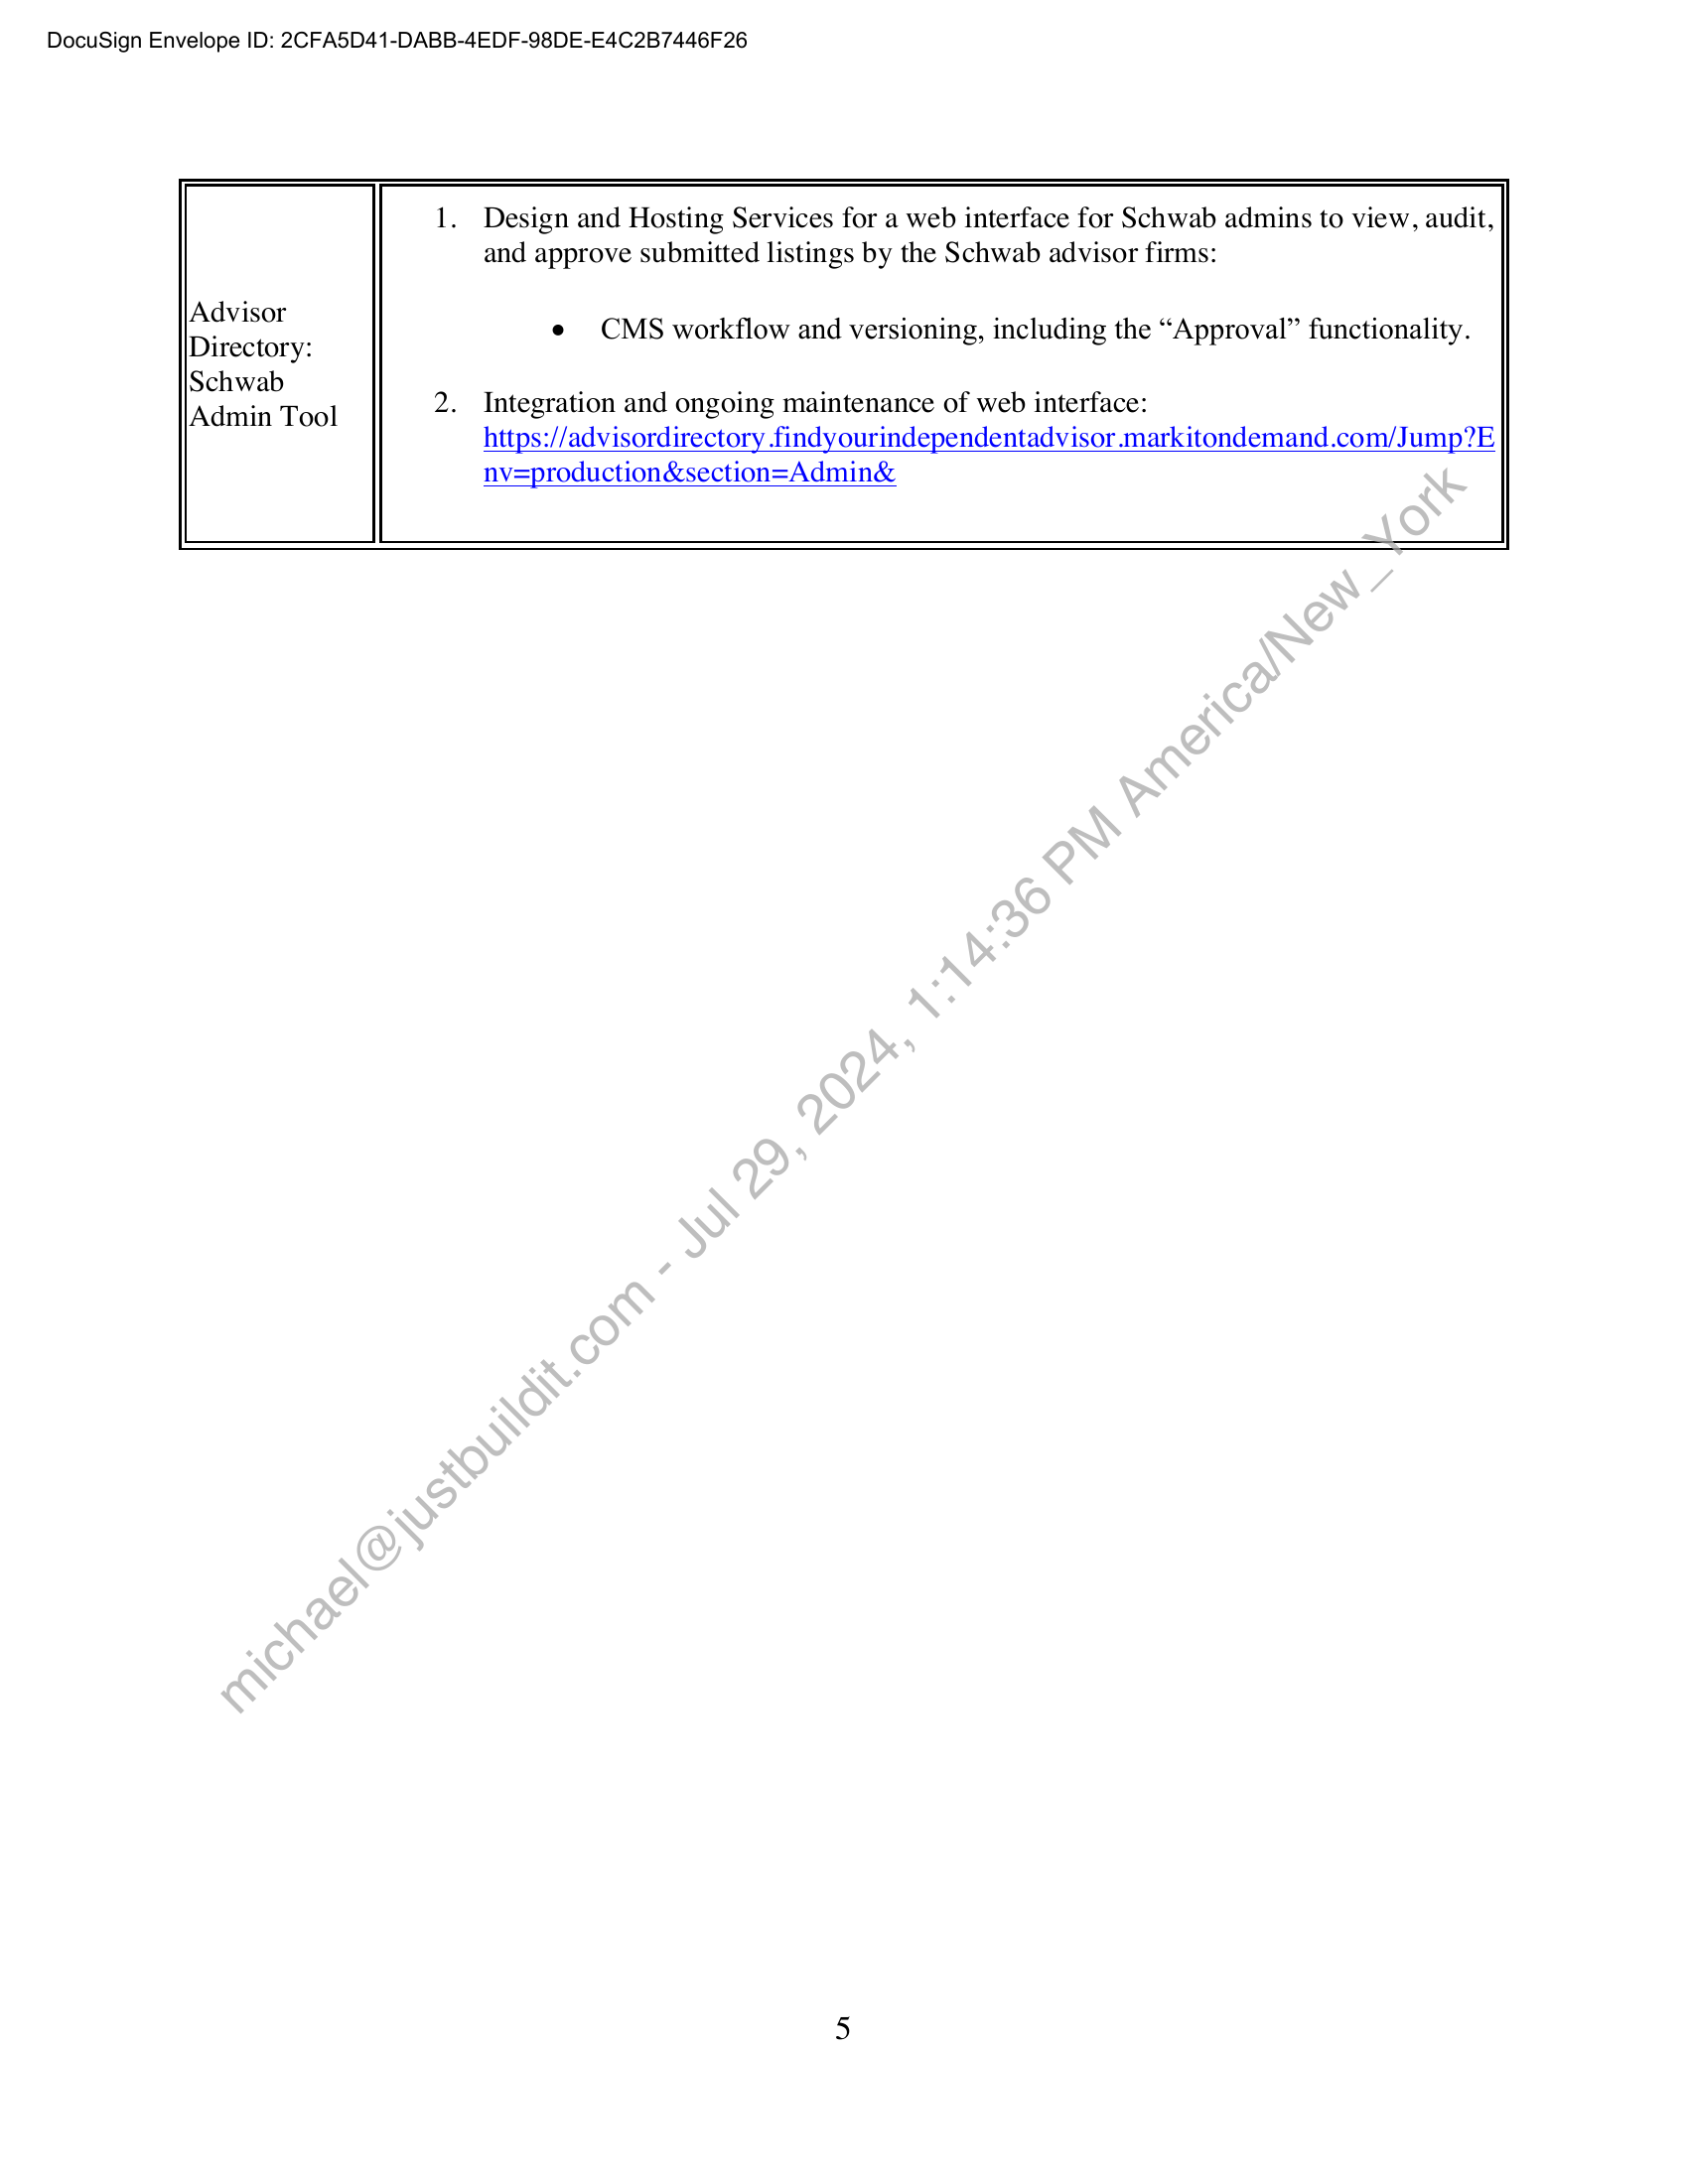 DocuSign Envelope ID: 2CFA5D41-DABB-4EDF-98DE-E4C2B7446F26
Advisor
Directory:
Schwab
Admin Tool
1. Design and Hosting Services for a web interface for Schwab admins to view, audit,
and approve submitted listings by the Schwab advisor firms:
• CMS workflow and versioning, including the “Approval” functionality.
2. Integration and ongoing maintenance of web interface:
https://advisordirectory.findyourindependentadvisor.markitondemand.com/Jump?E
nv=production&section=Admin&
michael@justbuildit.com - Jul 29, 2024, 1:14:36 PM America/New_York
5